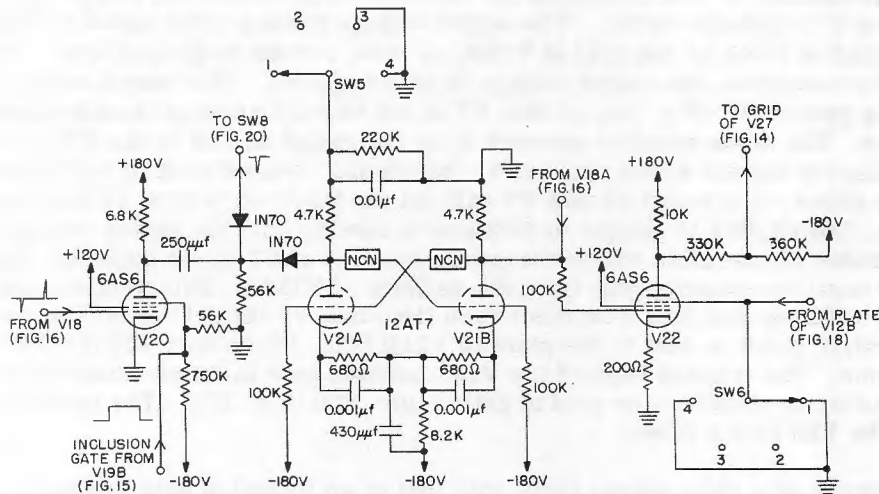 2
3
1
SW5
4
TO SW8
(FIG. 20)
TO GRID
OF V27
(FIG.14)
220K
+180V
FROM V18A
(FIG.16)
+180V
-180V
6.8K
0.01µf
4.7K
4.7K
10K
IN70
250µµf
IN70
330K
360K
+120V
NCN
NCN
+120V
6AS6
100K
6AS6
56K
FROM V18
(FIG. 16)
V20
56K
V21A
12AT7
V21B
V22
FROM PLATE
OF V12B
(FIG.18)
750K
100K
680Ω
680Ω
100K
200Ω
SW6
0.001µf
0.001µf
4
1
430µµf
8.2K
3
2
INCLUSION
GATE FROM
V19B
(FIG.15)
-180V
-180V
-180V
-180V